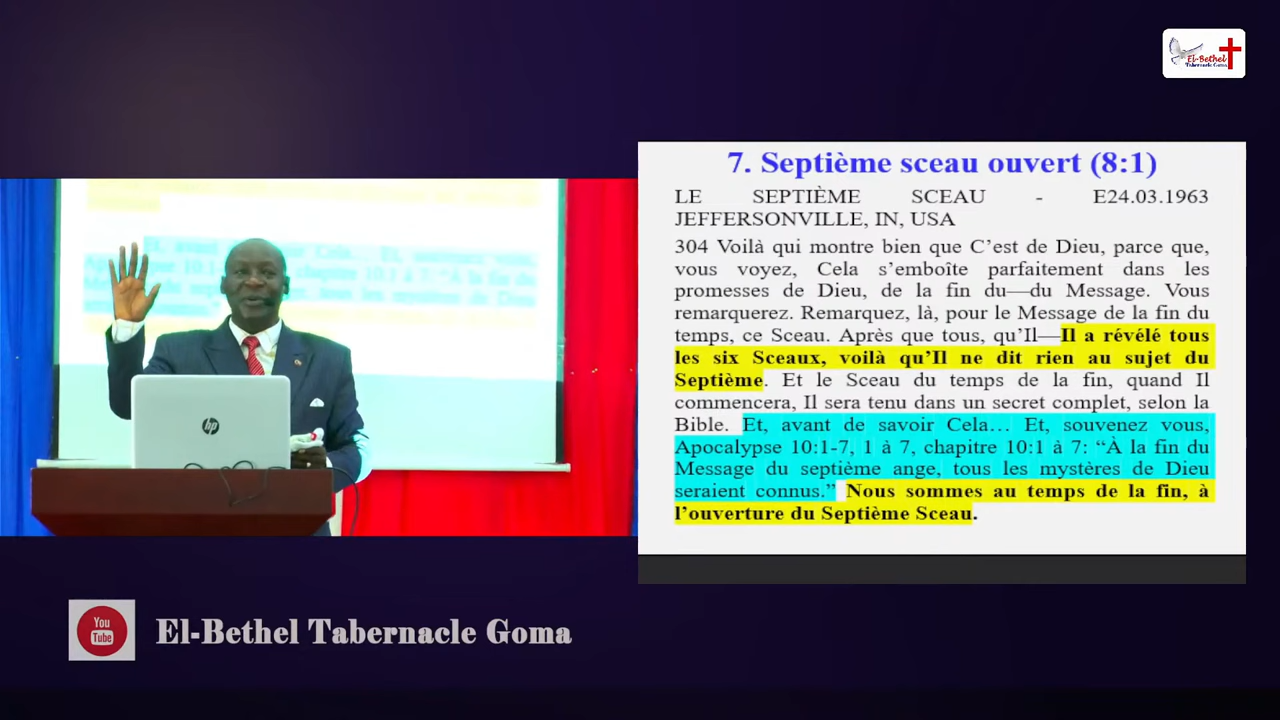 El-Bethel
Tabernacle Goma
7. Septième sceau ouvert (8:1)
LE SEPTIÈME SCEAU - E24.03.1963
JEFFERSONVILLE, IN, USA
304 Voilà qui montre bien que C’est de Dieu, parce que,
vous voyez, Cela s’emboîte parfaitement dans les
promesses de Dieu, de la fin du—du Message. Vous
remarquerez. Remarquez, là, pour le Message de la fin du
temps, ce Sceau. Après que tous, qu’Il—Il a révélé tous
les six Sceaux, voilà qu’Il ne dit rien au sujet du
Septième. Et le Sceau du temps de la fin, quand Il
commencera, Il sera tenu dans un secret complet, selon la
Bible. Et, avant de savoir Cela… Et, souvenez vous,
Apocalypse 10:1-7, 1 à 7, chapitre 10:1 à 7: “À la fin du
Message du septième ange, tous les mystères de Dieu
seraient connus.” Nous sommes au temps de la fin, à
l’ouverture du Septième Sceau.
hp
You
Tube
El-Bethel Tabernacle Goma